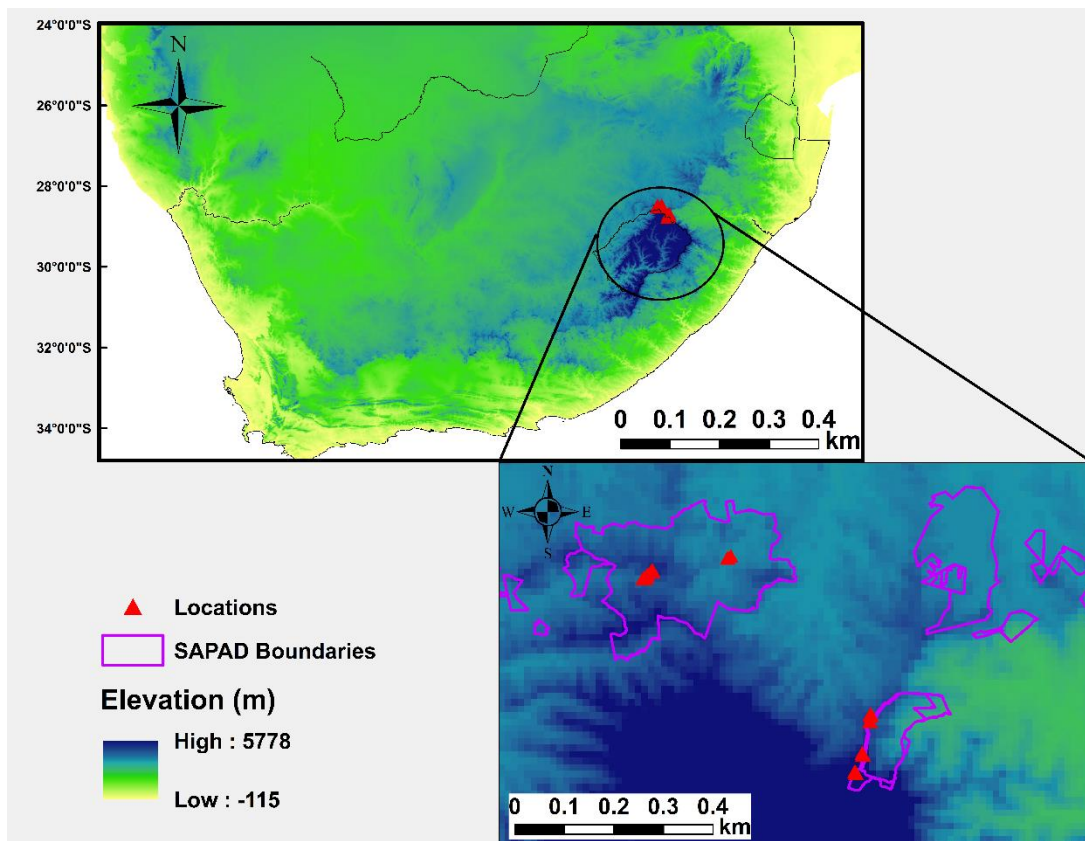 24°0'0"S
N
26°0'0"S
28°0'0"S
30°0'0"S
32°0'0"S
34°0'0"S
0 0.1 0.2 0.3 0.4
km
N
W E
S
Locations
SAPAD Boundaries
Elevation (m)
High : 5778
Low : -115
0 0.1 0.2 0.3 0.4
km